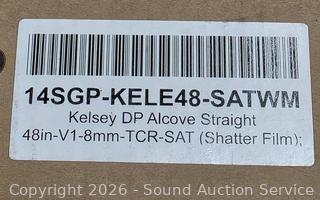 14SGP-KELE48-SATWM
Kelsey DP Alcove Straight
48in-V1-8mm-TCR-SAT (Shatter Film);
Copyright 2026 - Sound Auction Service